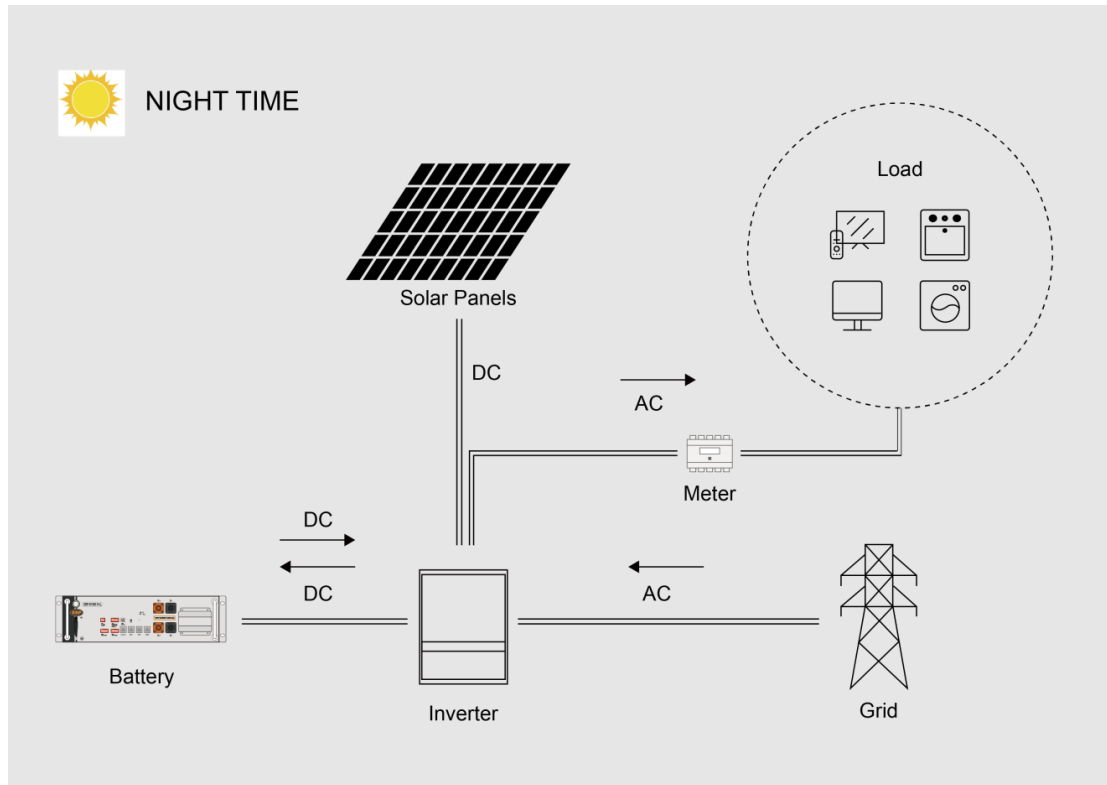 NIGHT TIME
Load
Solar Panels
DC
AC
Meter
DC
DC
AC
Battery
Inverter
Grid